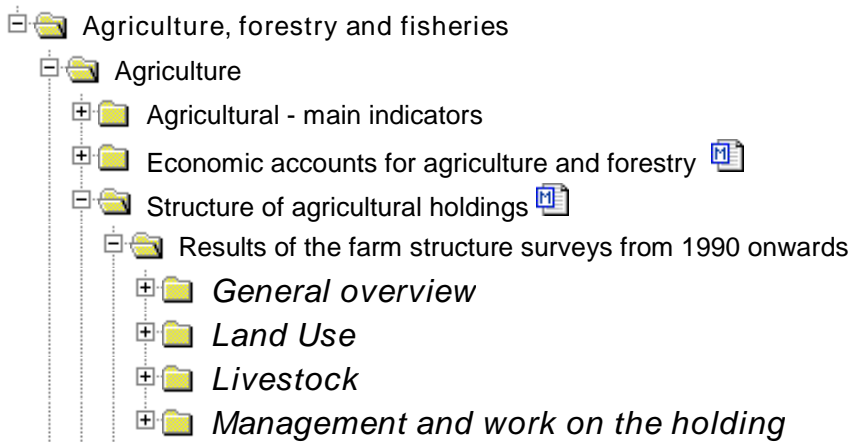 Agriculture, forestry and fisheries
Agriculture
Agricultural - main indicators
Economic accounts for agriculture and forestry M
Structure of agricultural holdings M
Results of the farm structure surveys from 1990 onwards
General overview
Land Use
Livestock
Management and work on the holding